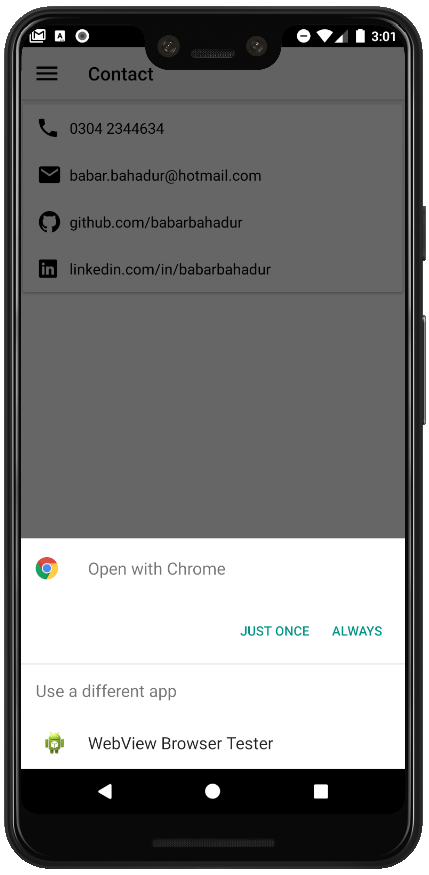 3:01
Contact
0304 2344634
babar.bahadur@hotmail.com
github.com/babarbahadur
linkedin.com/in/babarbahadur
Open with Chrome
JUST ONCE ALWAYS
Use a different app
WebView Browser Tester